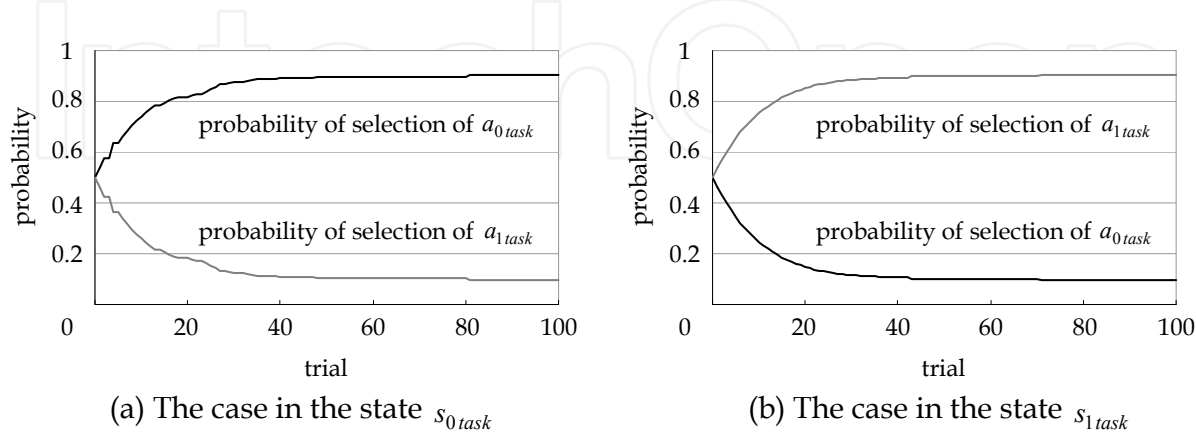 IntechOpen
1
0.8
0.6
0.4
0.2
0
20
40
60
80
100
probability
trial
probability of selection of a0task
probability of selection of a1task
(a) The case in the state s0task
1
0.8
0.6
0.4
0.2
0
20
40
60
80
100
probability
trial
probability of selection of a1task
probability of selection of a0task
(b) The case in the state s1task